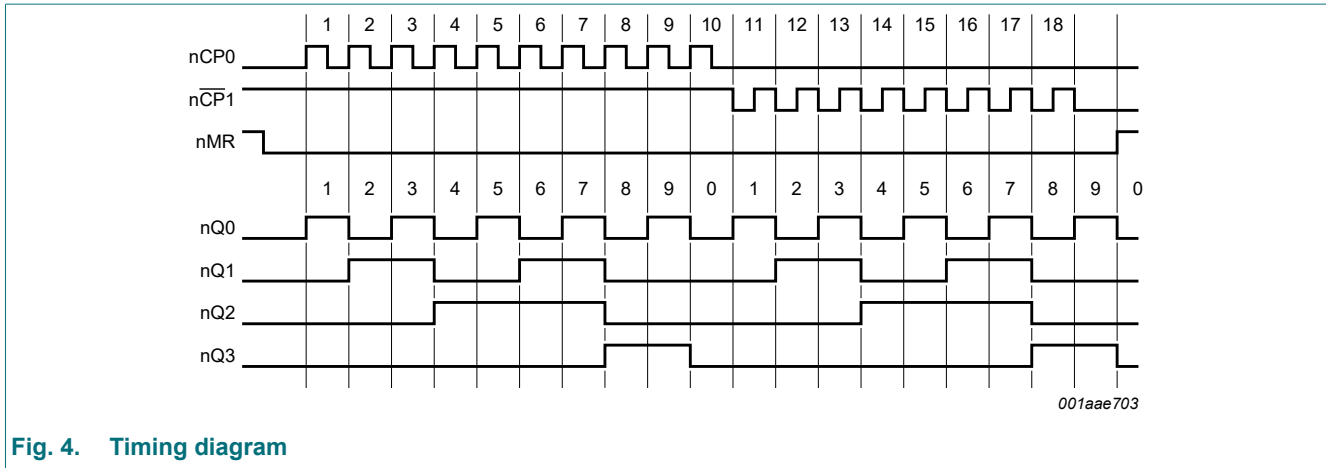 1 2 3 4 5 6 7 8 9 10 11 12 13 14 15 16 17 18
nCP0
nC̅P̅1
nMR
1 2 3 4 5 6 7 8 9 0 1 2 3 4 5 6 7 8 9 0
nQ0
nQ1
nQ2
nQ3
001aae703
Fig. 4. Timing diagram